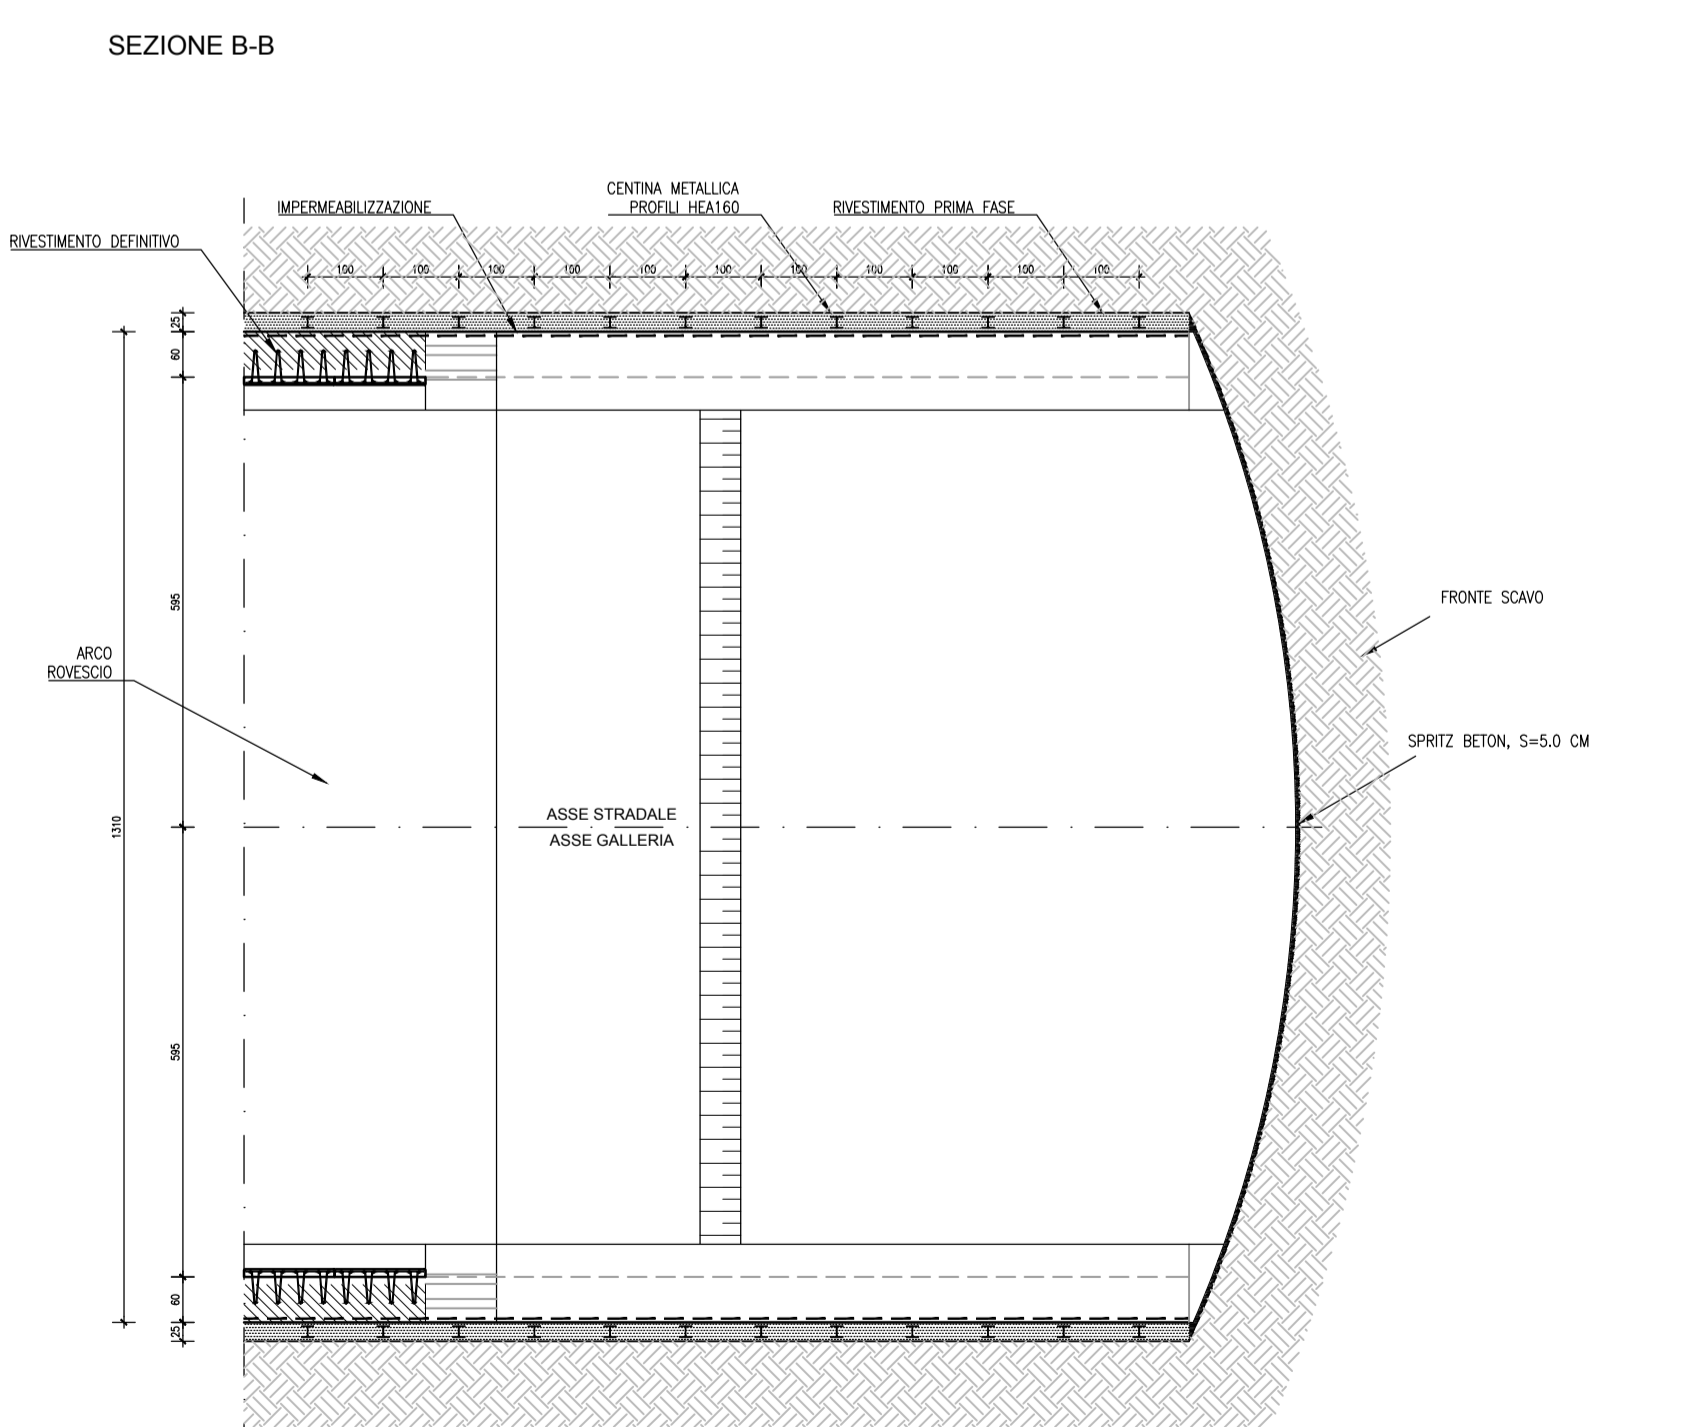 SEZIONE B-B
CENTINA METALLICA
IMPERMEABILIZZAZIONE
PROFILI HEA160
RIVESTIMENTO PRIMA FASE
RIVESTIMENTO DEFINITIVO
100 100 100 100 100 100 100 100 100 100 100
25
60
595
FRONTE SCAVO
ARCO
ROVESCIO
SPRITZ BETON, S=5.0 CM
ASSE STRADALE
1310
ASSE GALLERIA
595
60
25